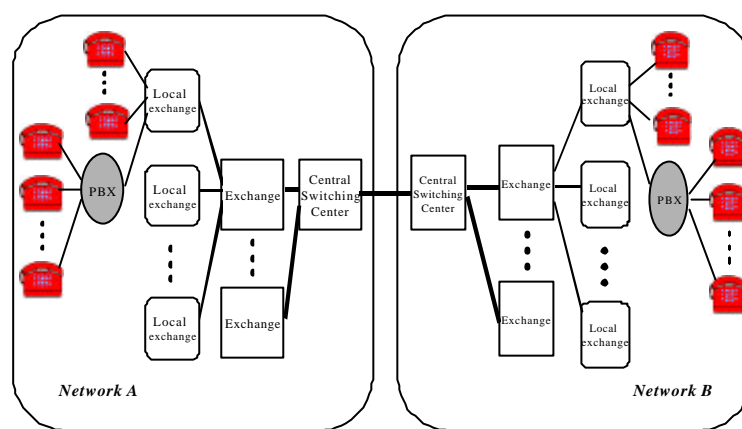 Local
exchange
PBX
Local
exchange
Exchange
Central
Switching
Center
Local
exchange
Exchange
Network A
Local
exchange
Central
Switching
Center
Exchange
Local
exchange
PBX
Exchange
Local
exchange
Network B